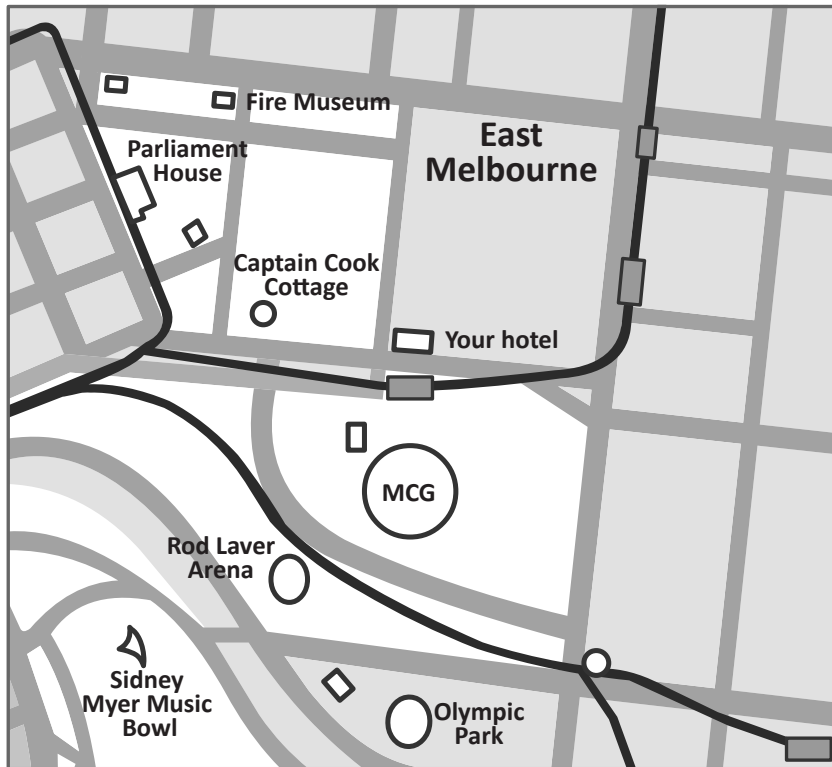 Fire Museum
East
Melbourne
Parliament
House
Captain Cook
Cottage
Your hotel
MCG
Rod Laver
Arena
Sidney
Myer Music
Bowl
Olympic
Park